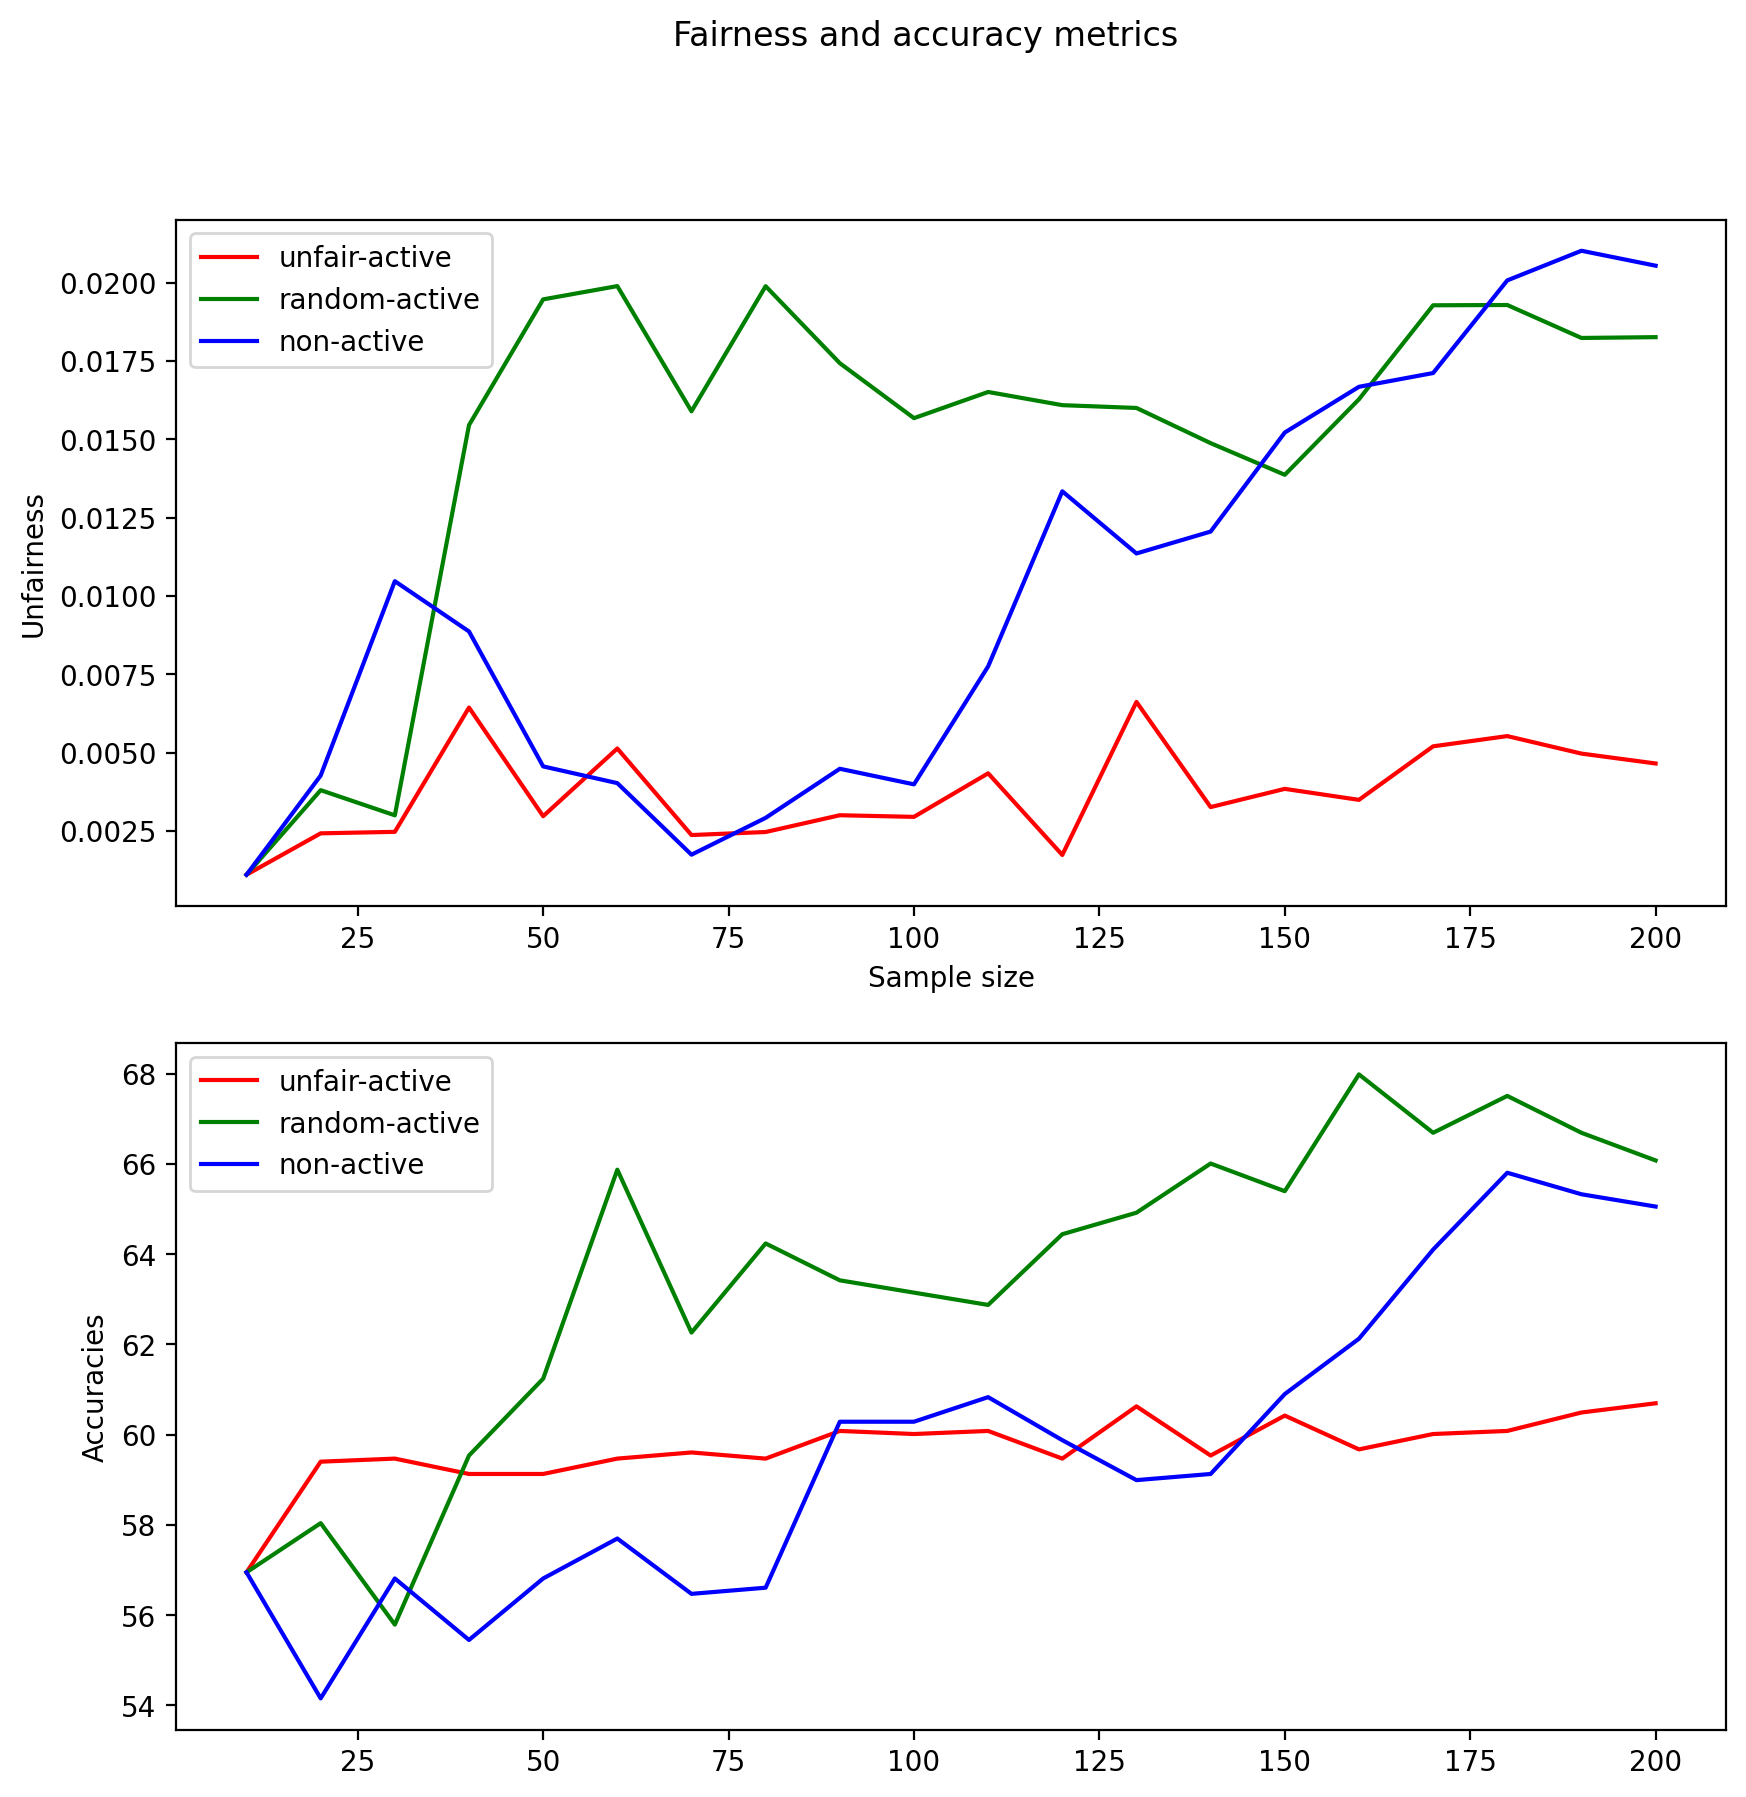 Fairness and accuracy metrics
unfair-active
random-active
non-active
0.0200
0.0175
0.0150
0.0125
0.0100
0.0075
0.0050
0.0025
Unfairness
25 50 75 100 125 150 175 200
Sample size
unfair-active
random-active
non-active
68
66
64
62
60
58
56
54
Accuracies
25 50 75 100 125 150 175 200